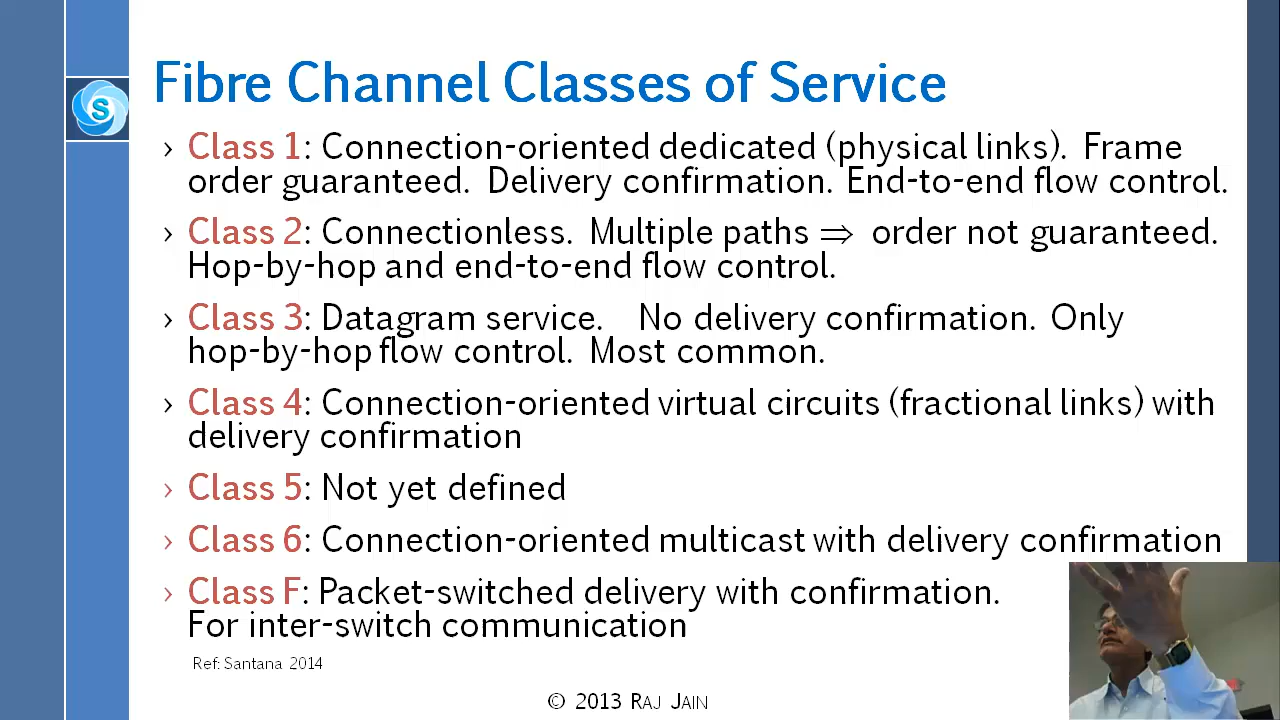 S
Fibre Channel Classes of Service
› Class 1: Connection-oriented dedicated (physical links). Frame
order guaranteed. Delivery confirmation. End-to-end flow control.
› Class 2: Connectionless. Multiple paths ⇒ order not guaranteed.
Hop-by-hop and end-to-end flow control.
› Class 3: Datagram service. No delivery confirmation. Only
hop-by-hop flow control. Most common.
› Class 4: Connection-oriented virtual circuits (fractional links) with
delivery confirmation
› Class 5: Not yet defined
› Class 6: Connection-oriented multicast with delivery confirmation
› Class F: Packet-switched delivery with confirmation.
For inter-switch communication
Ref: Santana 2014
© 2013 RAJ JAIN